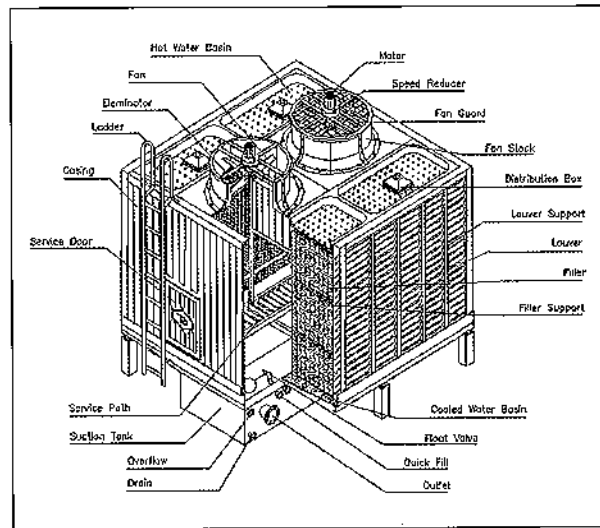 Hot Water Basin
Motor
Fan
Speed Reducer
Eleminator
Fan Guard
Ladder
Fan Stack
Casing
Distribution Box
Louver Support
Service Door
Louver
Filler
Filler Support
Service Path
Cooled Water Basin
Suction Tank
Float Valve
Overflow
Quick Fill
Drain
Outlet